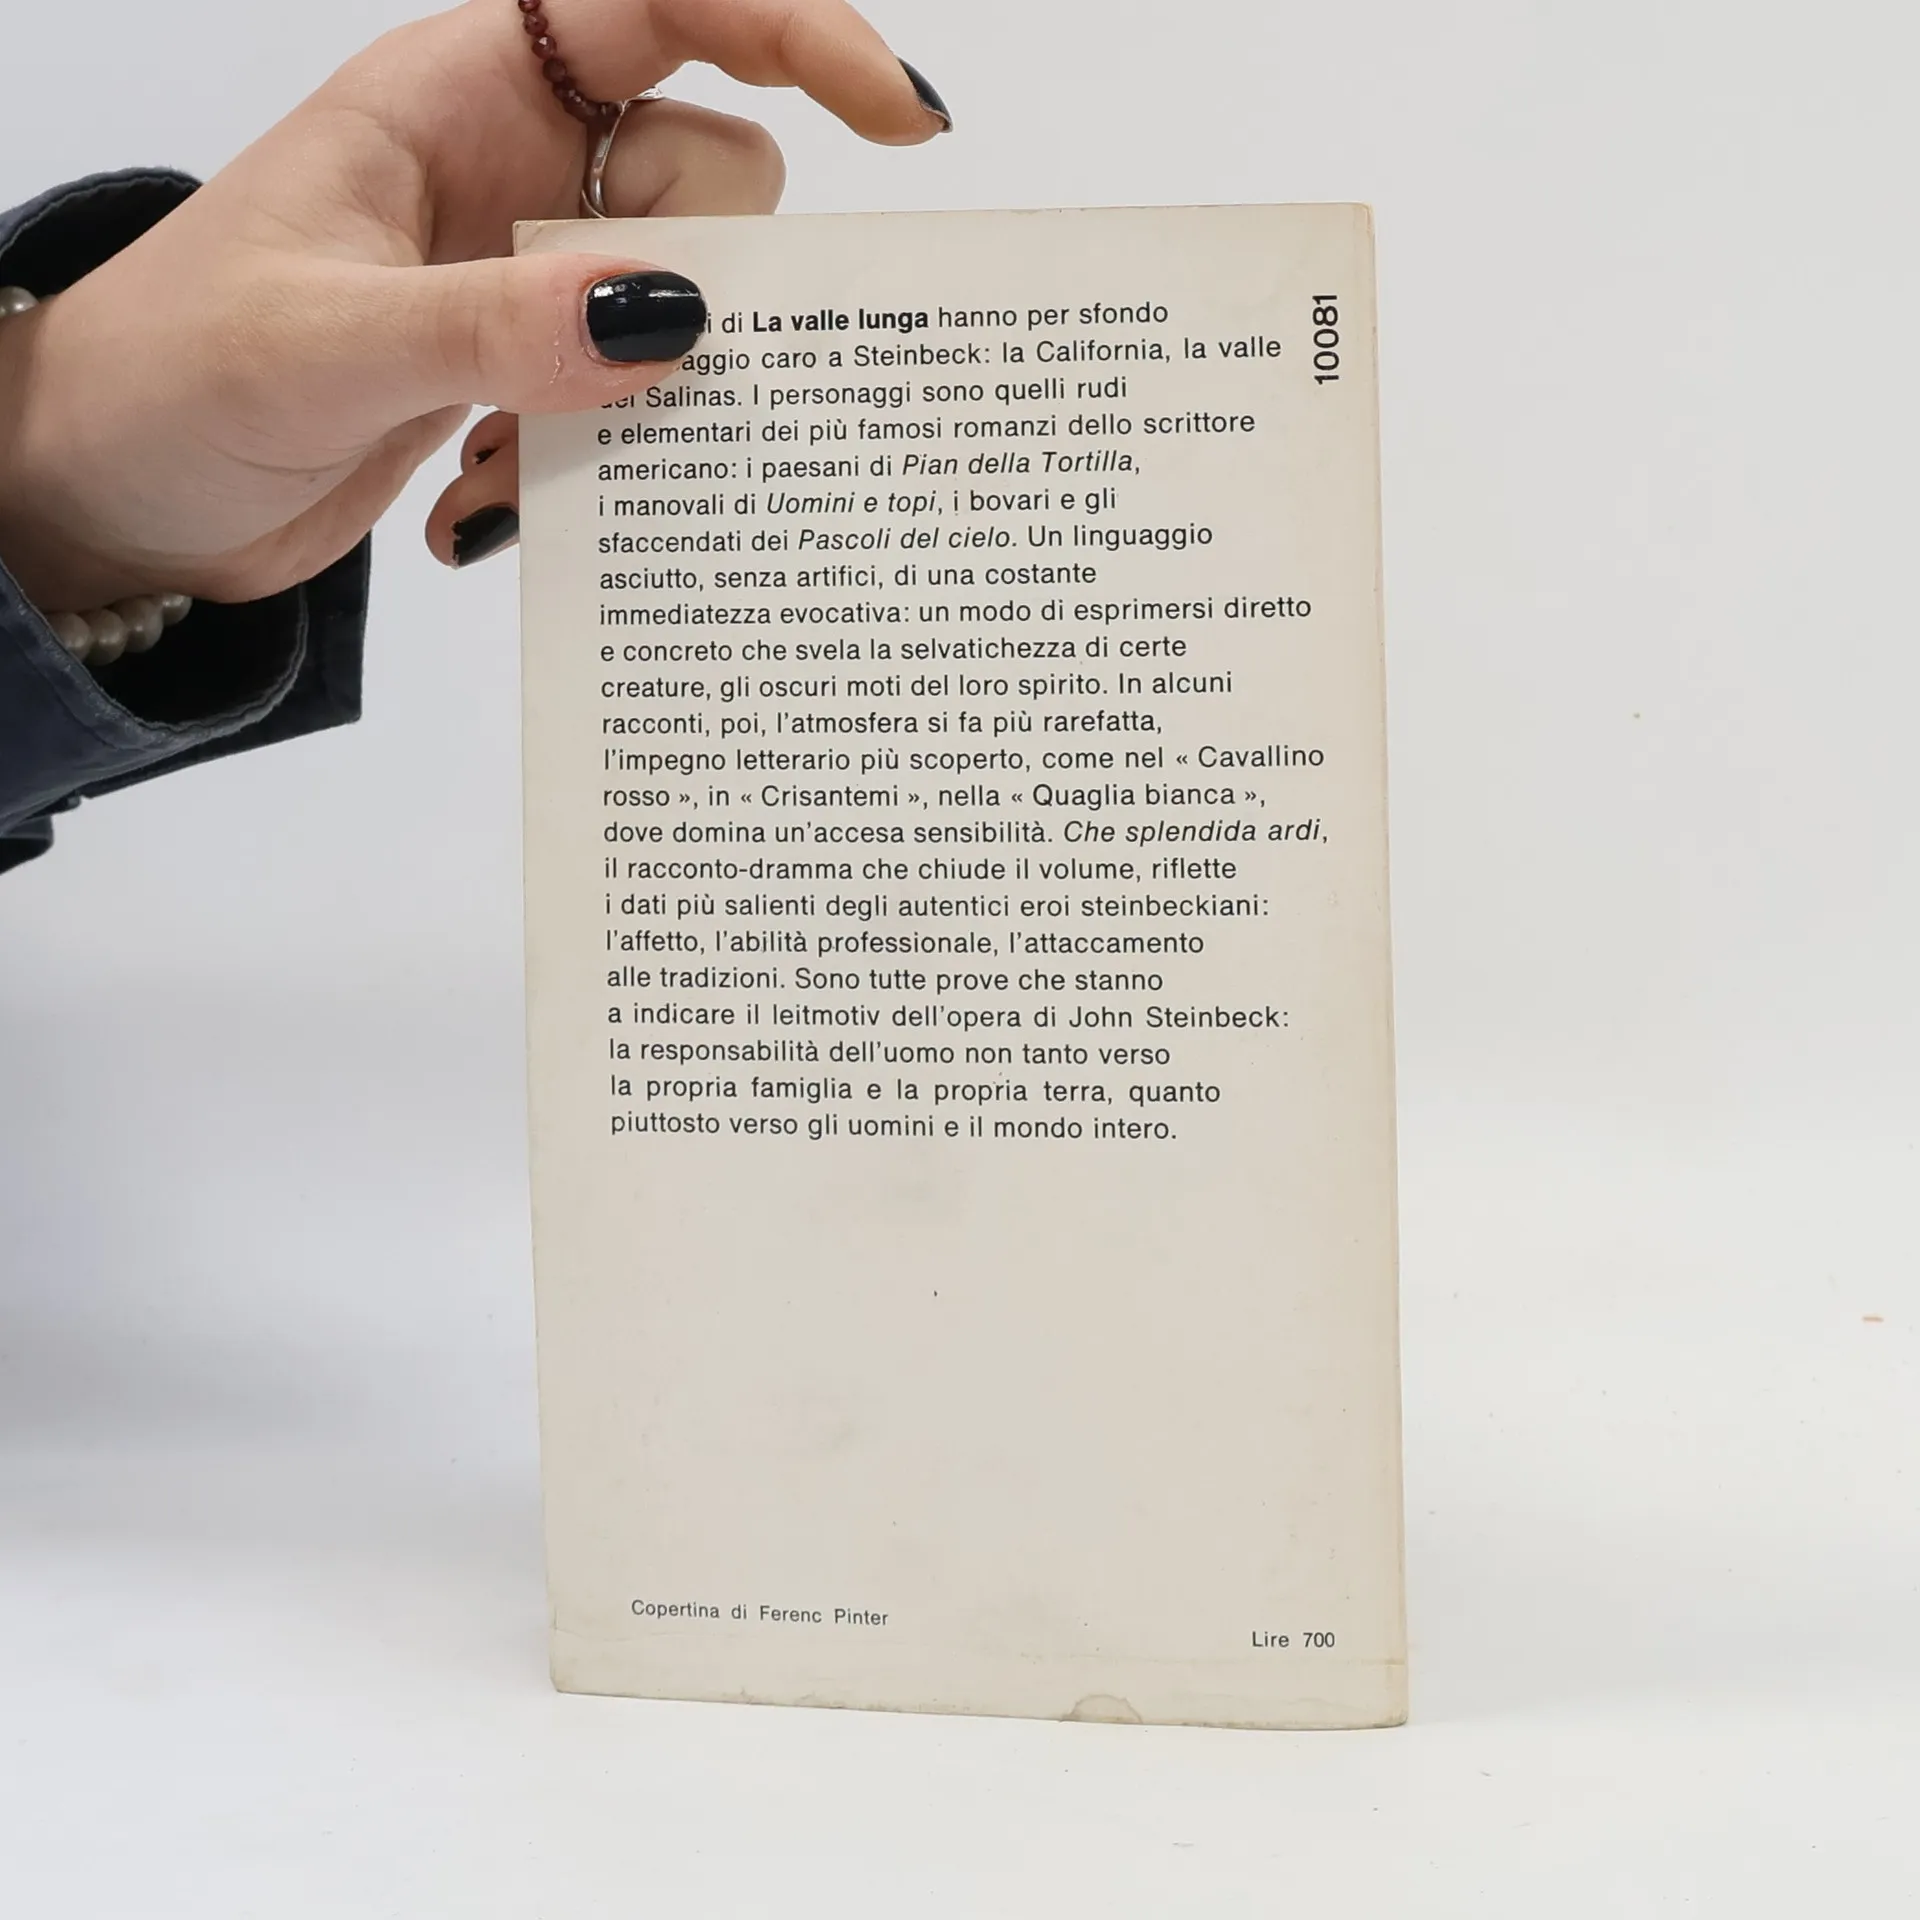 i di La valle lunga hanno per sfondo
aggio caro a Steinbeck: la California, la valle
Salinas. I personaggi sono quelli rudi
e elementari dei più famosi romanzi dello scrittore
americano: i paesani di Pian della Tortilla,
i manovali di Uomini e topi, i bovari e gli
sfaccendati dei Pascoli del cielo. Un linguaggio
asciutto, senza artifici, di una costante
immediatezza evocativa: un modo di esprimersi diretto
e concreto che svela la selvatichezza di certe
creature, gli oscuri moti del loro spirito. In alcuni
racconti, poi, l'atmosfera si fa più rarefatta,
l'impegno letterario più scoperto, come nel « Cavallino
rosso », in « Crisantemi », nella « Quaglia bianca »,
dove domina un'accesa sensibilità. Che splendida ardi,
il racconto-dramma che chiude il volume, riflette
i dati più salienti degli autentici eroi steinbeckiani:
l'affetto, l'abilità professionale, l'attaccamento
alle tradizioni. Sono tutte prove che stanno
a indicare il leitmotiv dell'opera di John Steinbeck:
la responsabilità dell'uomo non tanto verso
la propria famiglia e la propria terra, quanto
piuttosto verso gli uomini e il mondo intero.
10081
Copertina di Ferenc Pinter
Lire 700